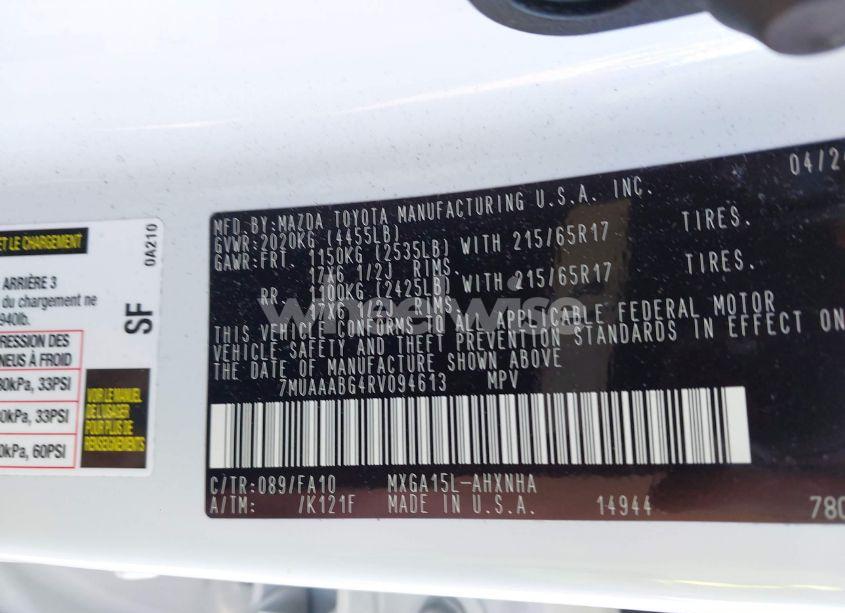 ET LE CHARGEMENT
0A210
ARRIÈRE 3
du chargement ne
940lb.
SF
RESSION DES
NEUS À FROID
0kPa, 33PSI
0kPa, 33PSI
0kPa, 60PSI
VOIR LE MANUEL
DE L'USAGER
POUR PLUS DE
RENSEIGNEMENTS
04/2
MFD.BY:MAZDA TOYOTA MANUFACTURING U.S.A. INC.
GVWR:2020KG (4455LB)
GAWR:FRT. 1150KG (2535LB) WITH 215/65R17 TIRES.
17X6 1/2J RIMS.
RR. 1100KG (2425LB) WITH 215/65R17 TIRES.
17X6 1/2J RIMS.
THIS VEHICLE CONFORMS TO ALL APPLICABLE FEDERAL MOTOR
VEHICLE SAFETY AND THEFT PREVENTION STANDARDS IN EFFECT ON
THE DATE OF MANUFACTURE SHOWN ABOVE
7MUAAABG4RV094613 MPV
C/TR:089/FA10 MXGA15L-AHXNHA
A/TM: /K121F MADE IN U.S.A. 14944 780